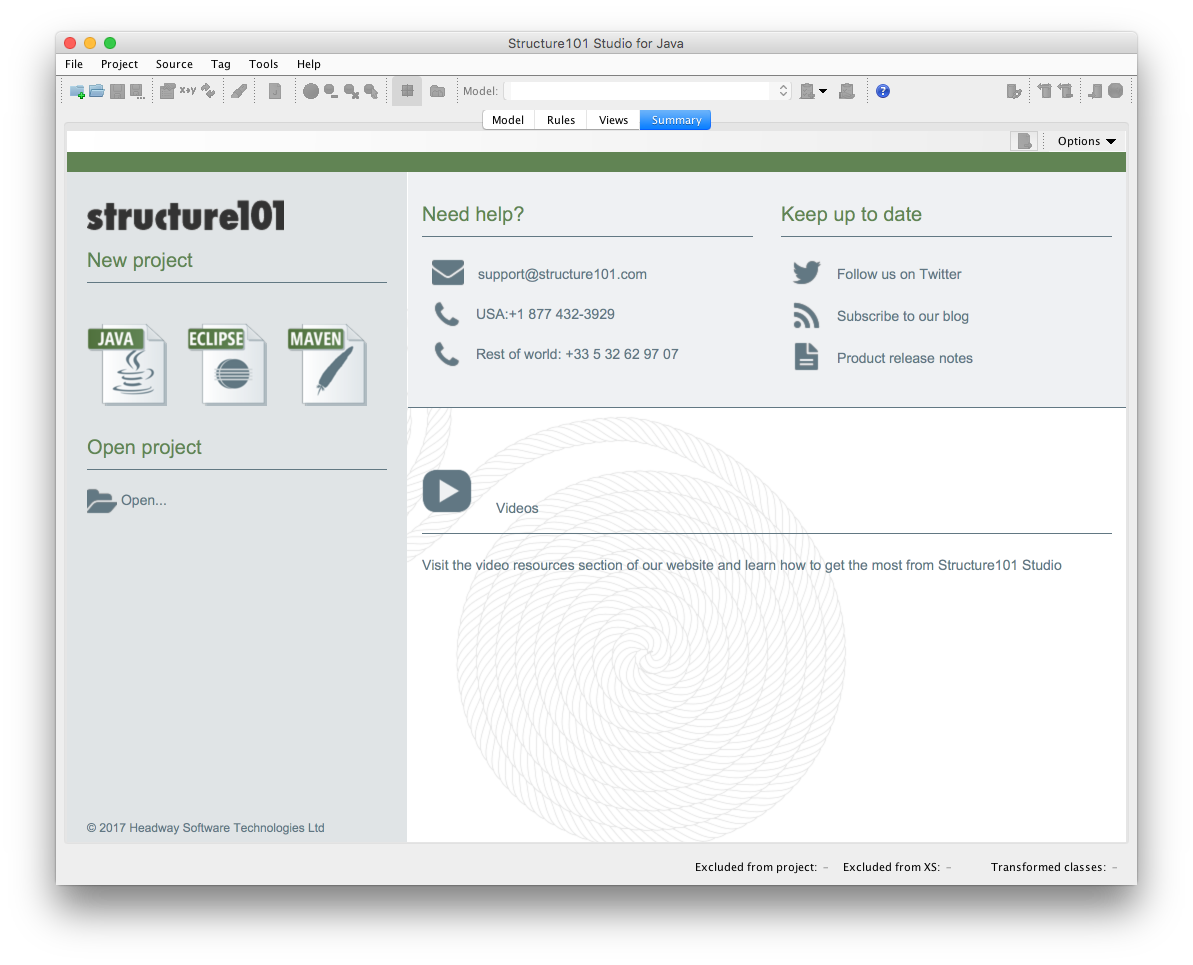 Structure101 Studio for Java
File Project Source Tag Tools Help
x+y Model:
Model Rules Views Summary
Options
structure101
New project
JAVA ECLIPSE MAVEN
Open project
Open...
© 2017 Headway Software Technologies Ltd
Need help?
support@structure101.com
USA:+1 877 432-3929
Rest of world: +33 5 32 62 97 07
Keep up to date
Follow us on Twitter
Subscribe to our blog
Product release notes
Videos
Visit the video resources section of our website and learn how to get the most from Structure101 Studio
Excluded from project: – Excluded from XS: – Transformed classes: –